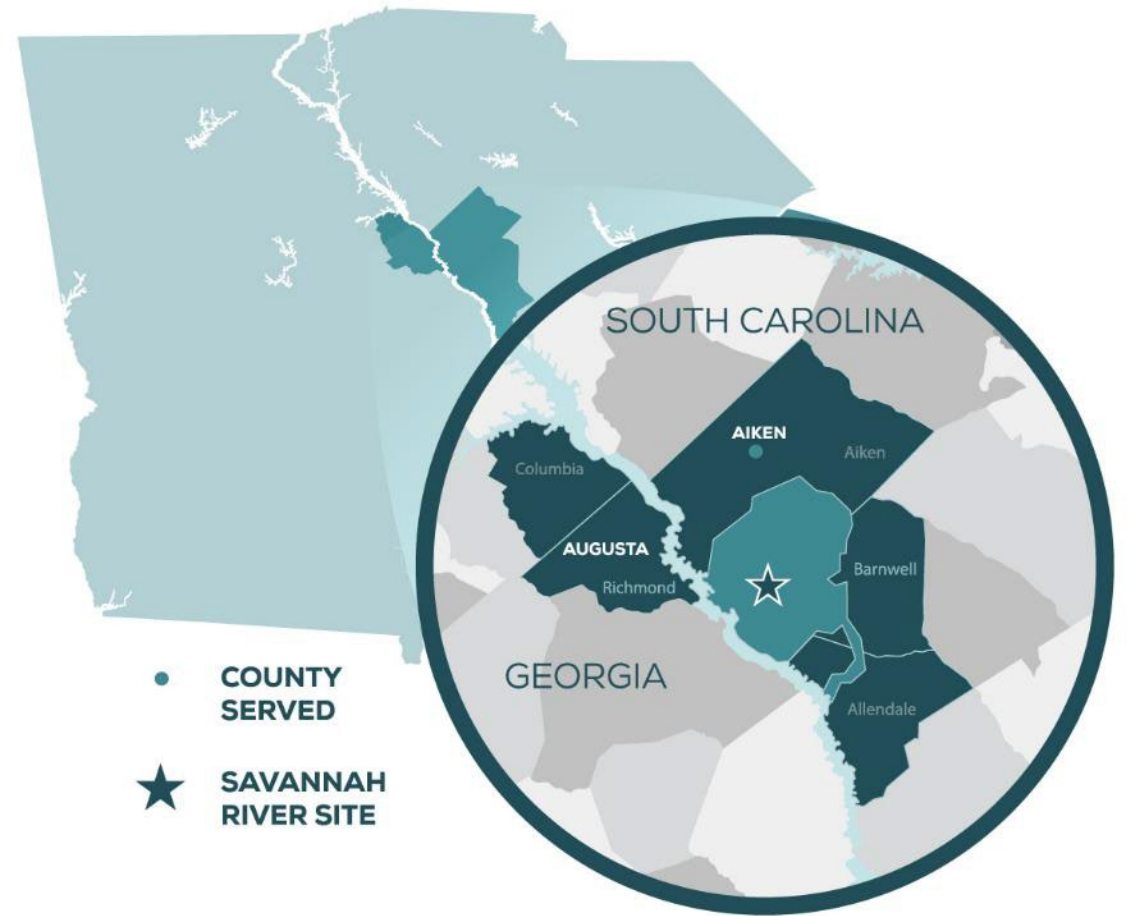 SOUTH CAROLINA
AIKEN
Aiken
Columbia
AUGUSTA
Richmond
Barnwell
GEORGIA
Allendale
COUNTY
SERVED
SAVANNAH
RIVER SITE